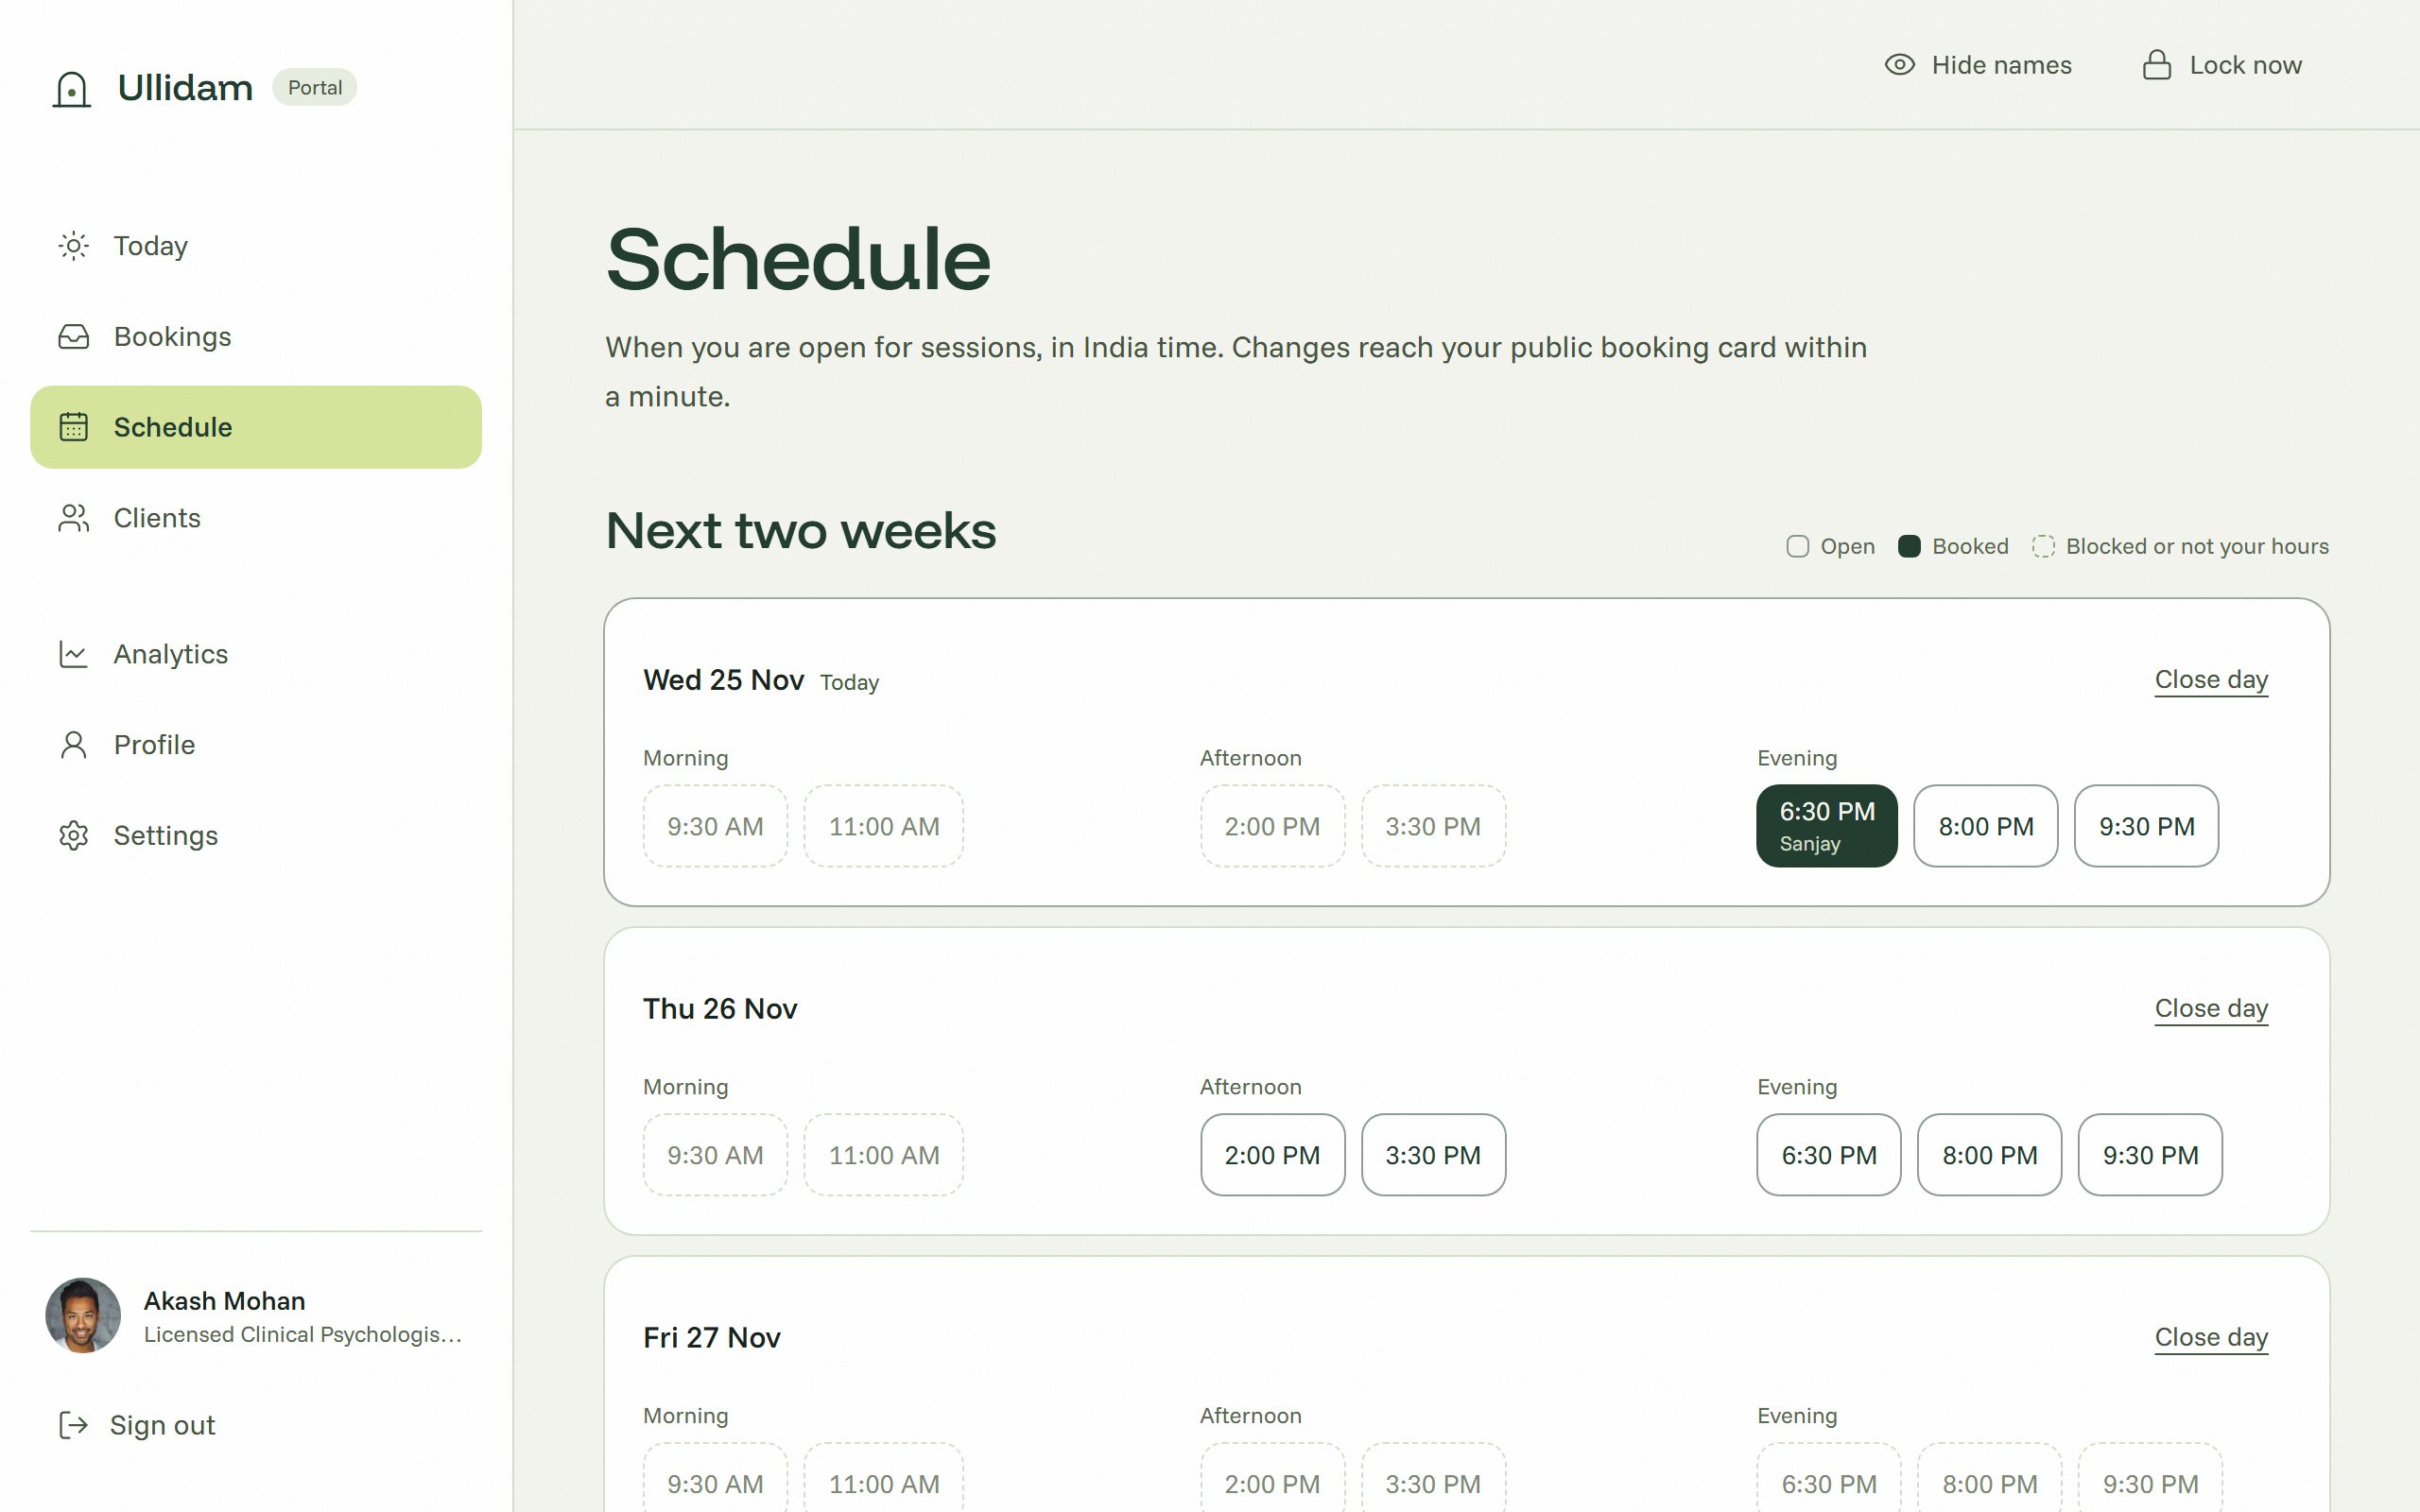 Ullidam
Portal
Today
Bookings
Schedule
Clients
Analytics
Profile
Settings
Akash Mohan
Licensed Clinical Psychologis...
Sign out
Hide names
Lock now
Schedule
When you are open for sessions, in India time. Changes reach your public booking card within
a minute.
Next two weeks
Open
Booked
Blocked or not your hours
Wed 25 Nov Today
Close day
Morning
9:30 AM
11:00 AM
Afternoon
2:00 PM
3:30 PM
Evening
6:30 PM
Sanjay
8:00 PM
9:30 PM
Thu 26 Nov
Close day
Morning
9:30 AM
11:00 AM
Afternoon
2:00 PM
3:30 PM
Evening
6:30 PM
8:00 PM
9:30 PM
Fri 27 Nov
Close day
Morning
9:30 AM
11:00 AM
Afternoon
2:00 PM
3:30 PM
Evening
6:30 PM
8:00 PM
9:30 PM